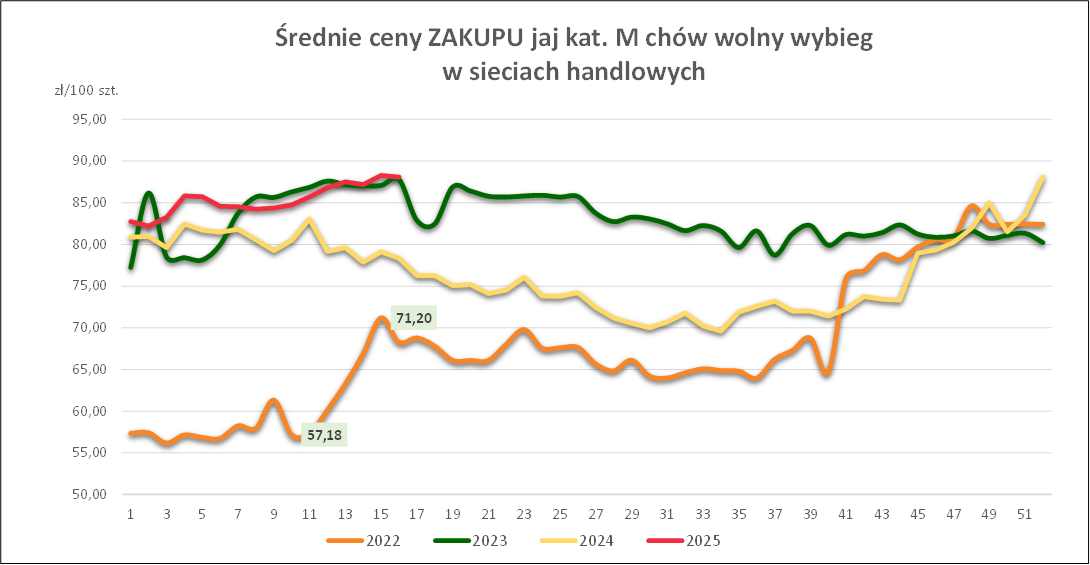 Średnie ceny ZAKUPU jaj kat. M chów wolny wybieg
w sieciach handlowych
zł/100 szt.
95,00
90,00
85,00
80,00
75,00
70,00
65,00
60,00
55,00
50,00
71,20
57,18
1 3 5 7 9 11 13 15 17 19 21 23 25 27 29 31 33 35 37 39 41 43 45 47 49 51
2022 2023 2024 2025